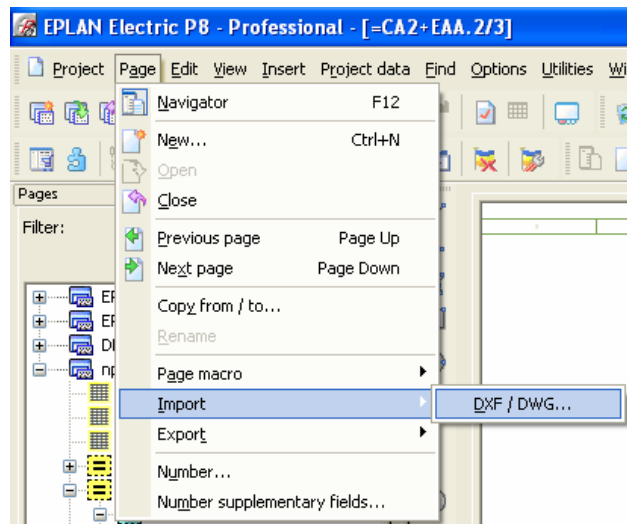 EPLAN Electric P8 - Professional - [=CA2+EAA.2/3]
Project Page Edit View Insert Project data Find Options Utilities
Navigator F12
New... Ctrl+N
Open
Pages
Close
Filter:
Previous page Page Up
Next page Page Down
Copy from / to...
Rename
Page macro
Import
DXF / DWG...
Export
Number...
Number supplementary fields...